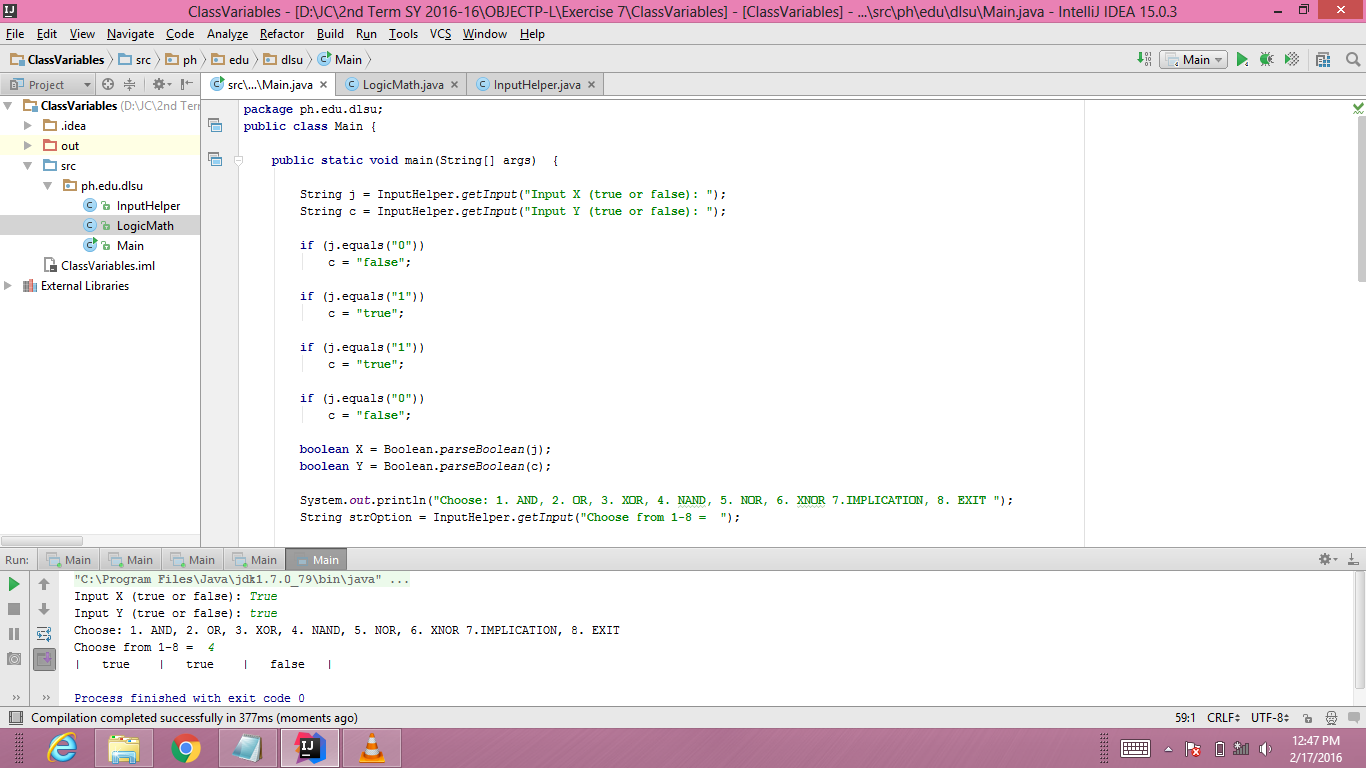 ClassVariables - [D:\JC\2nd Term SY 2016-16\OBJECTP-L\Exercise 7\ClassVariables] - [ClassVariables] - ...\src\ph\edu\dlsu\Main.java - IntelliJ IDEA 15.0.3
File Edit View Navigate Code Analyze Refactor Build Run Tools VCS Window Help
ClassVariables src ph edu dlsu Main
Main
Project
src\...\Main.java LogicMath.java InputHelper.java
ClassVariables (D:\JC\2nd Ter
.idea
out
src
ph.edu.dlsu
InputHelper
LogicMath
Main
ClassVariables.iml
External Libraries
package ph.edu.dlsu;
public class Main {
public static void main(String[] args)  {
String j = InputHelper.getInput("Input X (true or false): ");
String c = InputHelper.getInput("Input Y (true or false): ");
if (j.equals("0"))
c = "false";
if (j.equals("1"))
c = "true";
if (j.equals("1"))
c = "true";
if (j.equals("0"))
c = "false";
boolean X = Boolean.parseBoolean(j);
boolean Y = Boolean.parseBoolean(c);
System.out.println("Choose: 1. AND, 2. OR, 3. XOR, 4. NAND, 5. NOR, 6. XNOR 7.IMPLICATION, 8. EXIT ");
String strOption = InputHelper.getInput("Choose from 1-8 =  ");
Run: Main Main Main Main Main
"C:\Program Files\Java\jdk1.7.0_79\bin\java" ...
Input X (true or false): True
Input Y (true or false): true
Choose: 1. AND, 2. OR, 3. XOR, 4. NAND, 5. NOR, 6. XNOR 7.IMPLICATION, 8. EXIT
Choose from 1-8 =  4
|   true    |   true    |   false   |
Process finished with exit code 0
Compilation completed successfully in 377ms (moments ago)
59:1 CRLF UTF-8
12:47 PM
2/17/2016